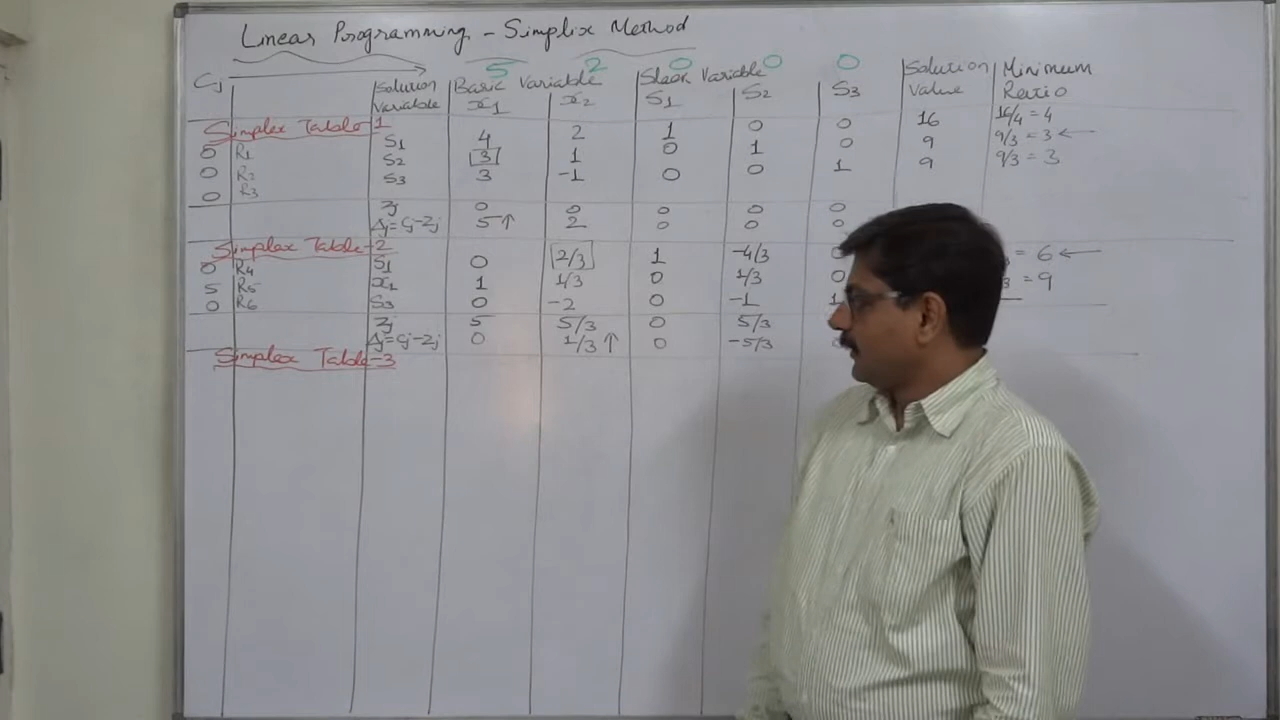 Linear Programming - Simplix Method
5 2 0 0 0
Cj Solution Variable Basic Variable Slack Variable Solution Value Minimum Ratio
x1 x2 S1 S2 S3
Simplex Table 1
0 R1 S1 4 2 1 0 0 16 16/4 = 4
0 R2 S2 3 1 0 1 0 9 9/3 = 3 ←
0 R3 S3 3 -1 0 0 1 9 9/3 = 3
Zj 0 0 0 0 0
Δj=Cj-Zj 5↑ 2 0 0 0
Simplex Table-2
0 R4 S1 0 2/3 1 -4/3 0 = 6 ←
5 R5 x1 1 1/3 0 1/3 0 = 9
0 R6 S3 0 -2 0 -1 1
Zj 5 5/3 0 5/3
Δj=Cj-Zj 0 1/3↑ 0 -5/3
Simplex Table-3